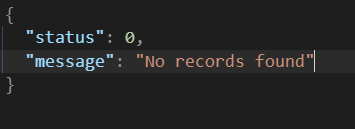 {
"status": 0,
"message": "No records found"
}